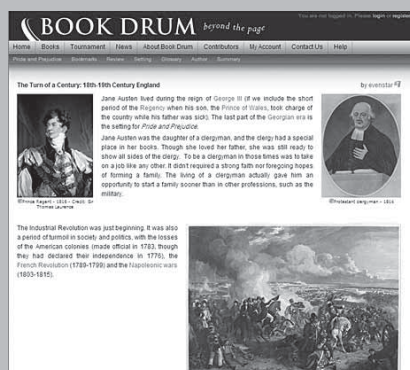 You are not logged in, Please login or register
BOOK DRUM beyond the page
Home Books Tournament News About Book Drum Contributors My Account Contact Us Help
Pride and Prejudice Bookmarks Review Setting Glossary Author Summary
The Turn of a Century: 18th-19th Century England
by evenstar
Jane Austen lived during the reign of George III (if we include the short
period of the Regency when his son, the Prince of Wales, took charge of
the country while his father was sick). The last part of the Georgian era is
the setting for Pride and Prejudice.
Jane Austen was the daughter of a clergyman, and the clergy had a special
place in her books. Though she loved her father, she was still ready to
show all sides of the clergy. To be a clergyman in those times was to take
on a job like any other. It didn't required a strong faith nor foregoing hopes
of forming a family. The living of a clergyman actually gave him an
opportunity to start a family sooner than in other professions, such as the
military.
Prince Regent - 1816 - Credit: Sir
Thomas Laurence
Protestant clergyman - 1816
The Industrial Revolution was just beginning. It was also
a period of turmoil in society and politics, with the losses
of the American colonies (made official in 1783, though
they had declared their independence in 1776), the
French Revolution (1789-1799) and the Napoleonic wars
(1803-1815).